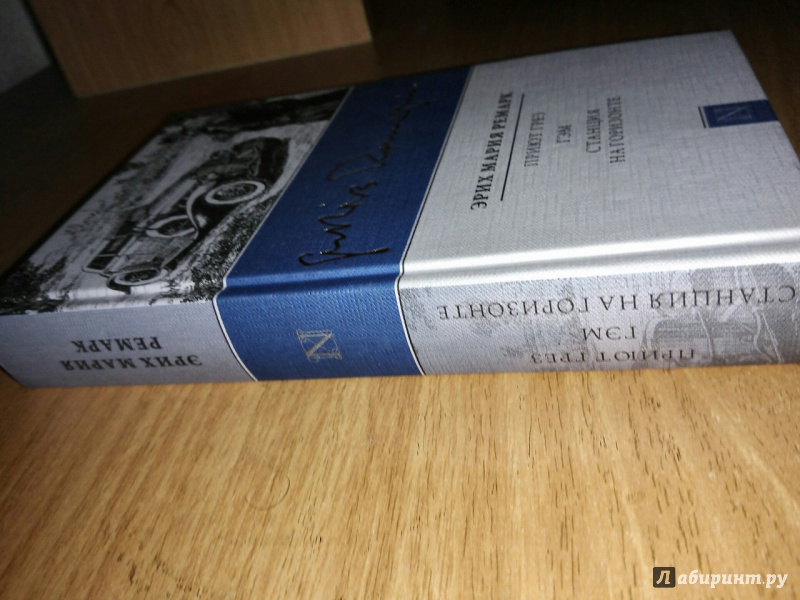 ЭРИХ МАРИЯ РЕМАРК
ПРИЮТ ГРЕЗ
ГЭМ
СТАНЦИЯ
НА ГОРИЗОНТЕ
N
ЭРИХ МАРИЯ
РЕМАРК
N
ПРИЮТ ГРЕЗ
ГЭМ
СТАНЦИЯ НА ГОРИЗОНТЕ
Лабиринт.ру